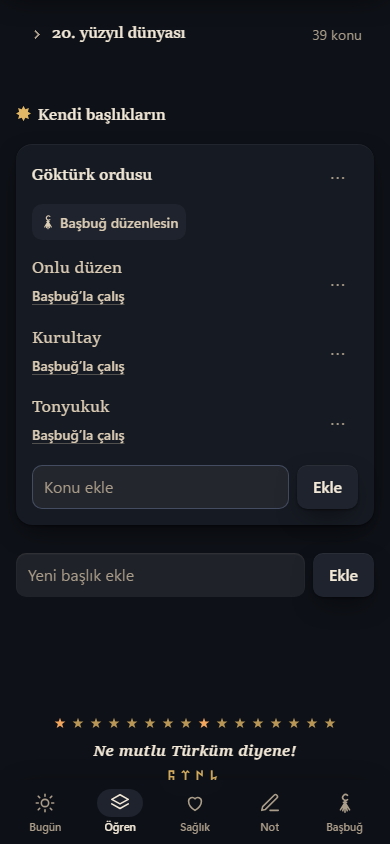 20. yüzyıl dünyası
39 konu
Kendi başlıkların
Göktürk ordusu
...
Başbuğ düzenlesin
Onlu düzen
Başbuğ'la çalış
...
Kurultay
Başbuğ'la çalış
...
Tonyukuk
Başbuğ'la çalış
...
Konu ekle
Ekle
Yeni başlık ekle
Ekle
Ne mutlu Türküm diyene!
Bugün
Öğren
Sağlık
Not
Başbuğ